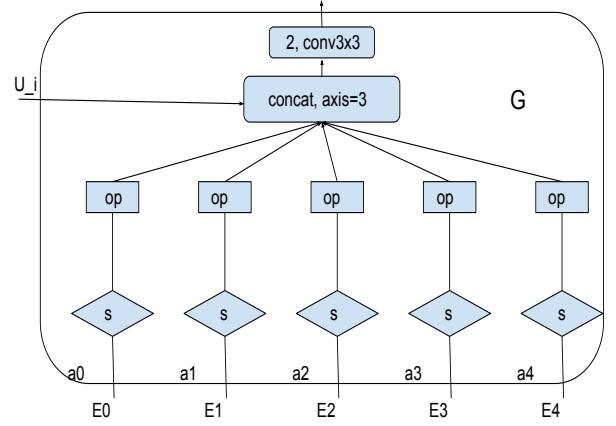 2, conv3x3
U_i
concat, axis=3
G
op op op op op
s s s s s
a0 a1 a2 a3 a4
E0 E1 E2 E3 E4